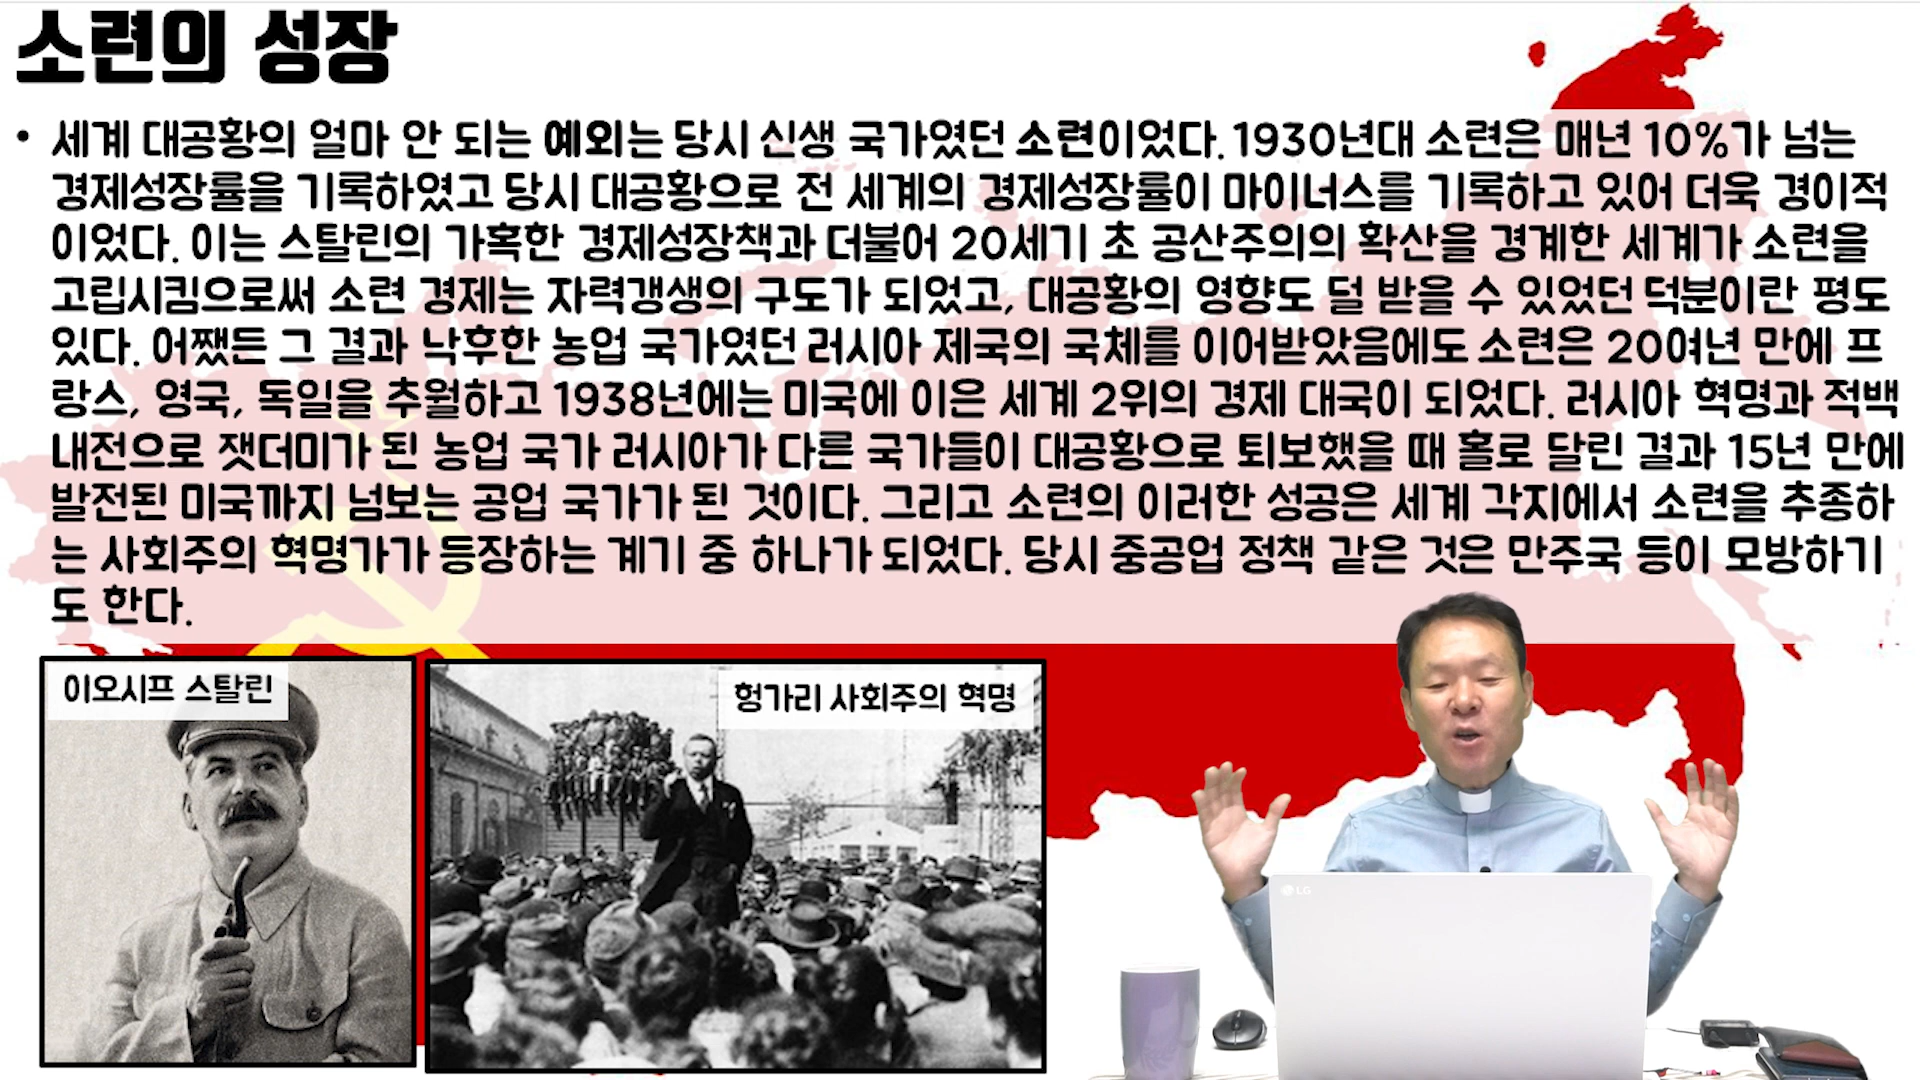 소련의 성장
• 세계 대공황의 얼마 안 되는 예외는 당시 신생 국가였던 소련이었다. 1930년대 소련은 매년 10%가 넘는
경제성장률을 기록하였고 당시 대공황으로 전 세계의 경제성장률이 마이너스를 기록하고 있어 더욱 경이적
이었다. 이는 스탈린의 가혹한 경제성장책과 더불어 20세기 초 공산주의의 확산을 경계한 세계가 소련을
고립시킴으로써 소련 경제는 자력갱생의 구도가 되었고, 대공황의 영향도 덜 받을 수 있었던 덕분이란 평도
있다. 어쨌든 그 결과 낙후한 농업 국가였던 러시아 제국의 국체를 이어받았음에도 소련은 20여년 만에 프
랑스, 영국, 독일을 추월하고 1938년에는 미국에 이은 세계 2위의 경제 대국이 되었다. 러시아 혁명과 적백
내전으로 잿더미가 된 농업 국가 러시아가 다른 국가들이 대공황으로 퇴보했을 때 홀로 달린 결과 15년 만에
발전된 미국까지 넘보는 공업 국가가 된 것이다. 그리고 소련의 이러한 성공은 세계 각지에서 소련을 추종하
는 사회주의 혁명가가 등장하는 계기 중 하나가 되었다. 당시 중공업 정책 같은 것은 만주국 등이 모방하기
도 한다.
이오시프 스탈린
헝가리 사회주의 혁명
LG